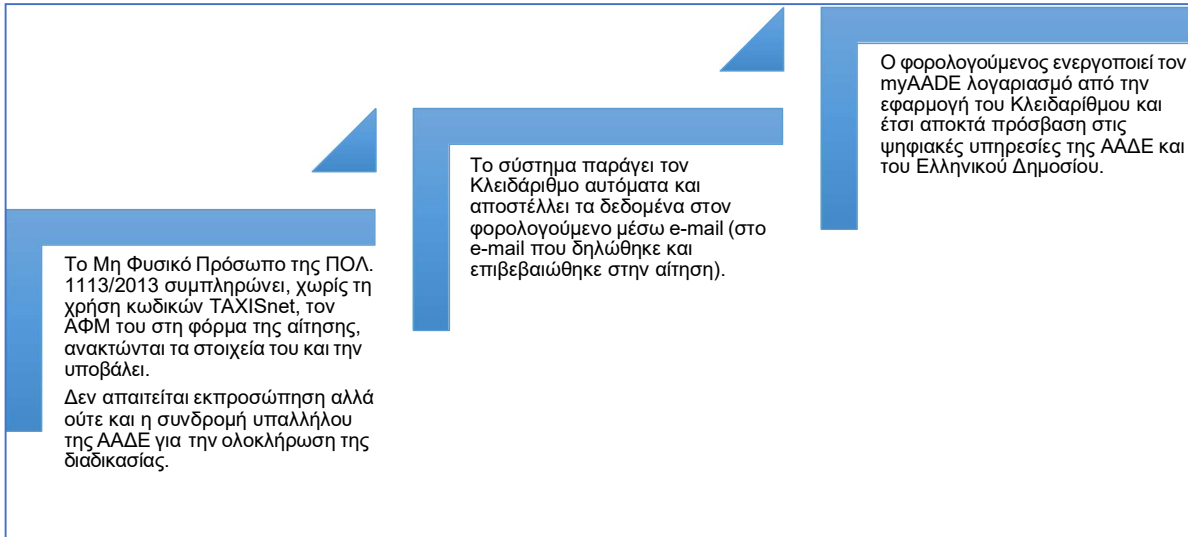 Το Μη Φυσικό Πρόσωπο της ΠΟΛ.
1113/2013 συμπληρώνει, χωρίς τη
χρήση κωδικών TAXISnet, τον
ΑΦΜ του στη φόρμα της αίτησης,
ανακτώνται τα στοιχεία του και την
υποβάλει.
Δεν απαιτείται εκπροσώπηση αλλά
ούτε και η συνδρομή υπαλλήλου
της ΑΑΔΕ για την ολοκλήρωση της
διαδικασίας.
Το σύστημα παράγει τον
Κλειδάριθμο αυτόματα και
αποστέλλει τα δεδομένα στον
φορολογούμενο μέσω e-mail (στο
e-mail που δηλώθηκε και
επιβεβαιώθηκε στην αίτηση).
Ο φορολογούμενος ενεργοποιεί τον
myAADE λογαριασμό από την
εφαρμογή του Κλειδαρίθμου και
έτσι αποκτά πρόσβαση στις
ψηφιακές υπηρεσίες της ΑΑΔΕ και
του Ελληνικού Δημοσίου.